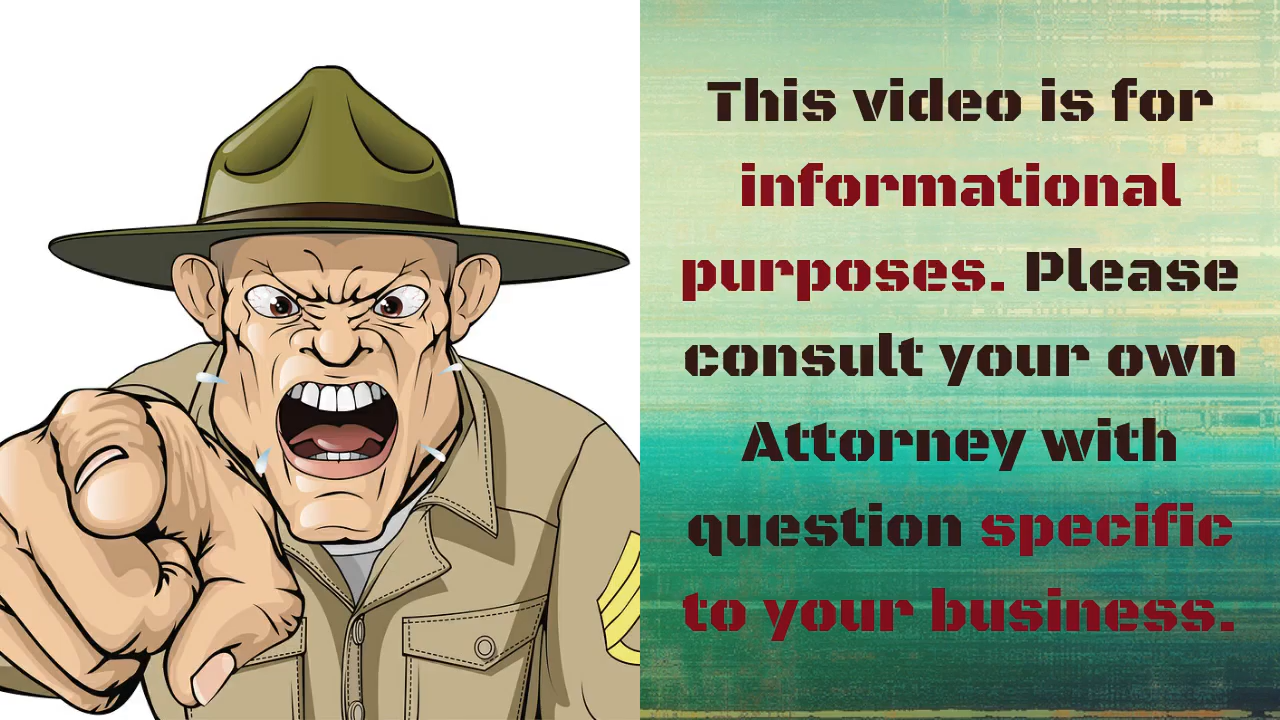 This video is for
informational
purposes. Please
consult your own
Attorney with
question specific
to your business.